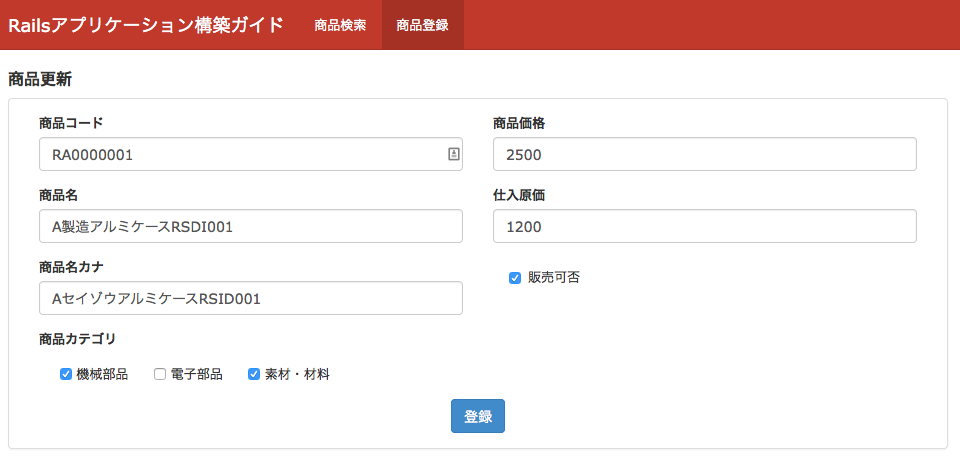 Railsアプリケーション構築ガイド 商品検索 商品登録
商品更新
商品コード
RA0000001
商品名
A製造アルミケースRSDI001
商品名カナ
AセイゾウアルミケースRSID001
商品価格
2500
仕入原価
1200
販売可否
商品カテゴリ
機械部品 電子部品 素材・材料
登録